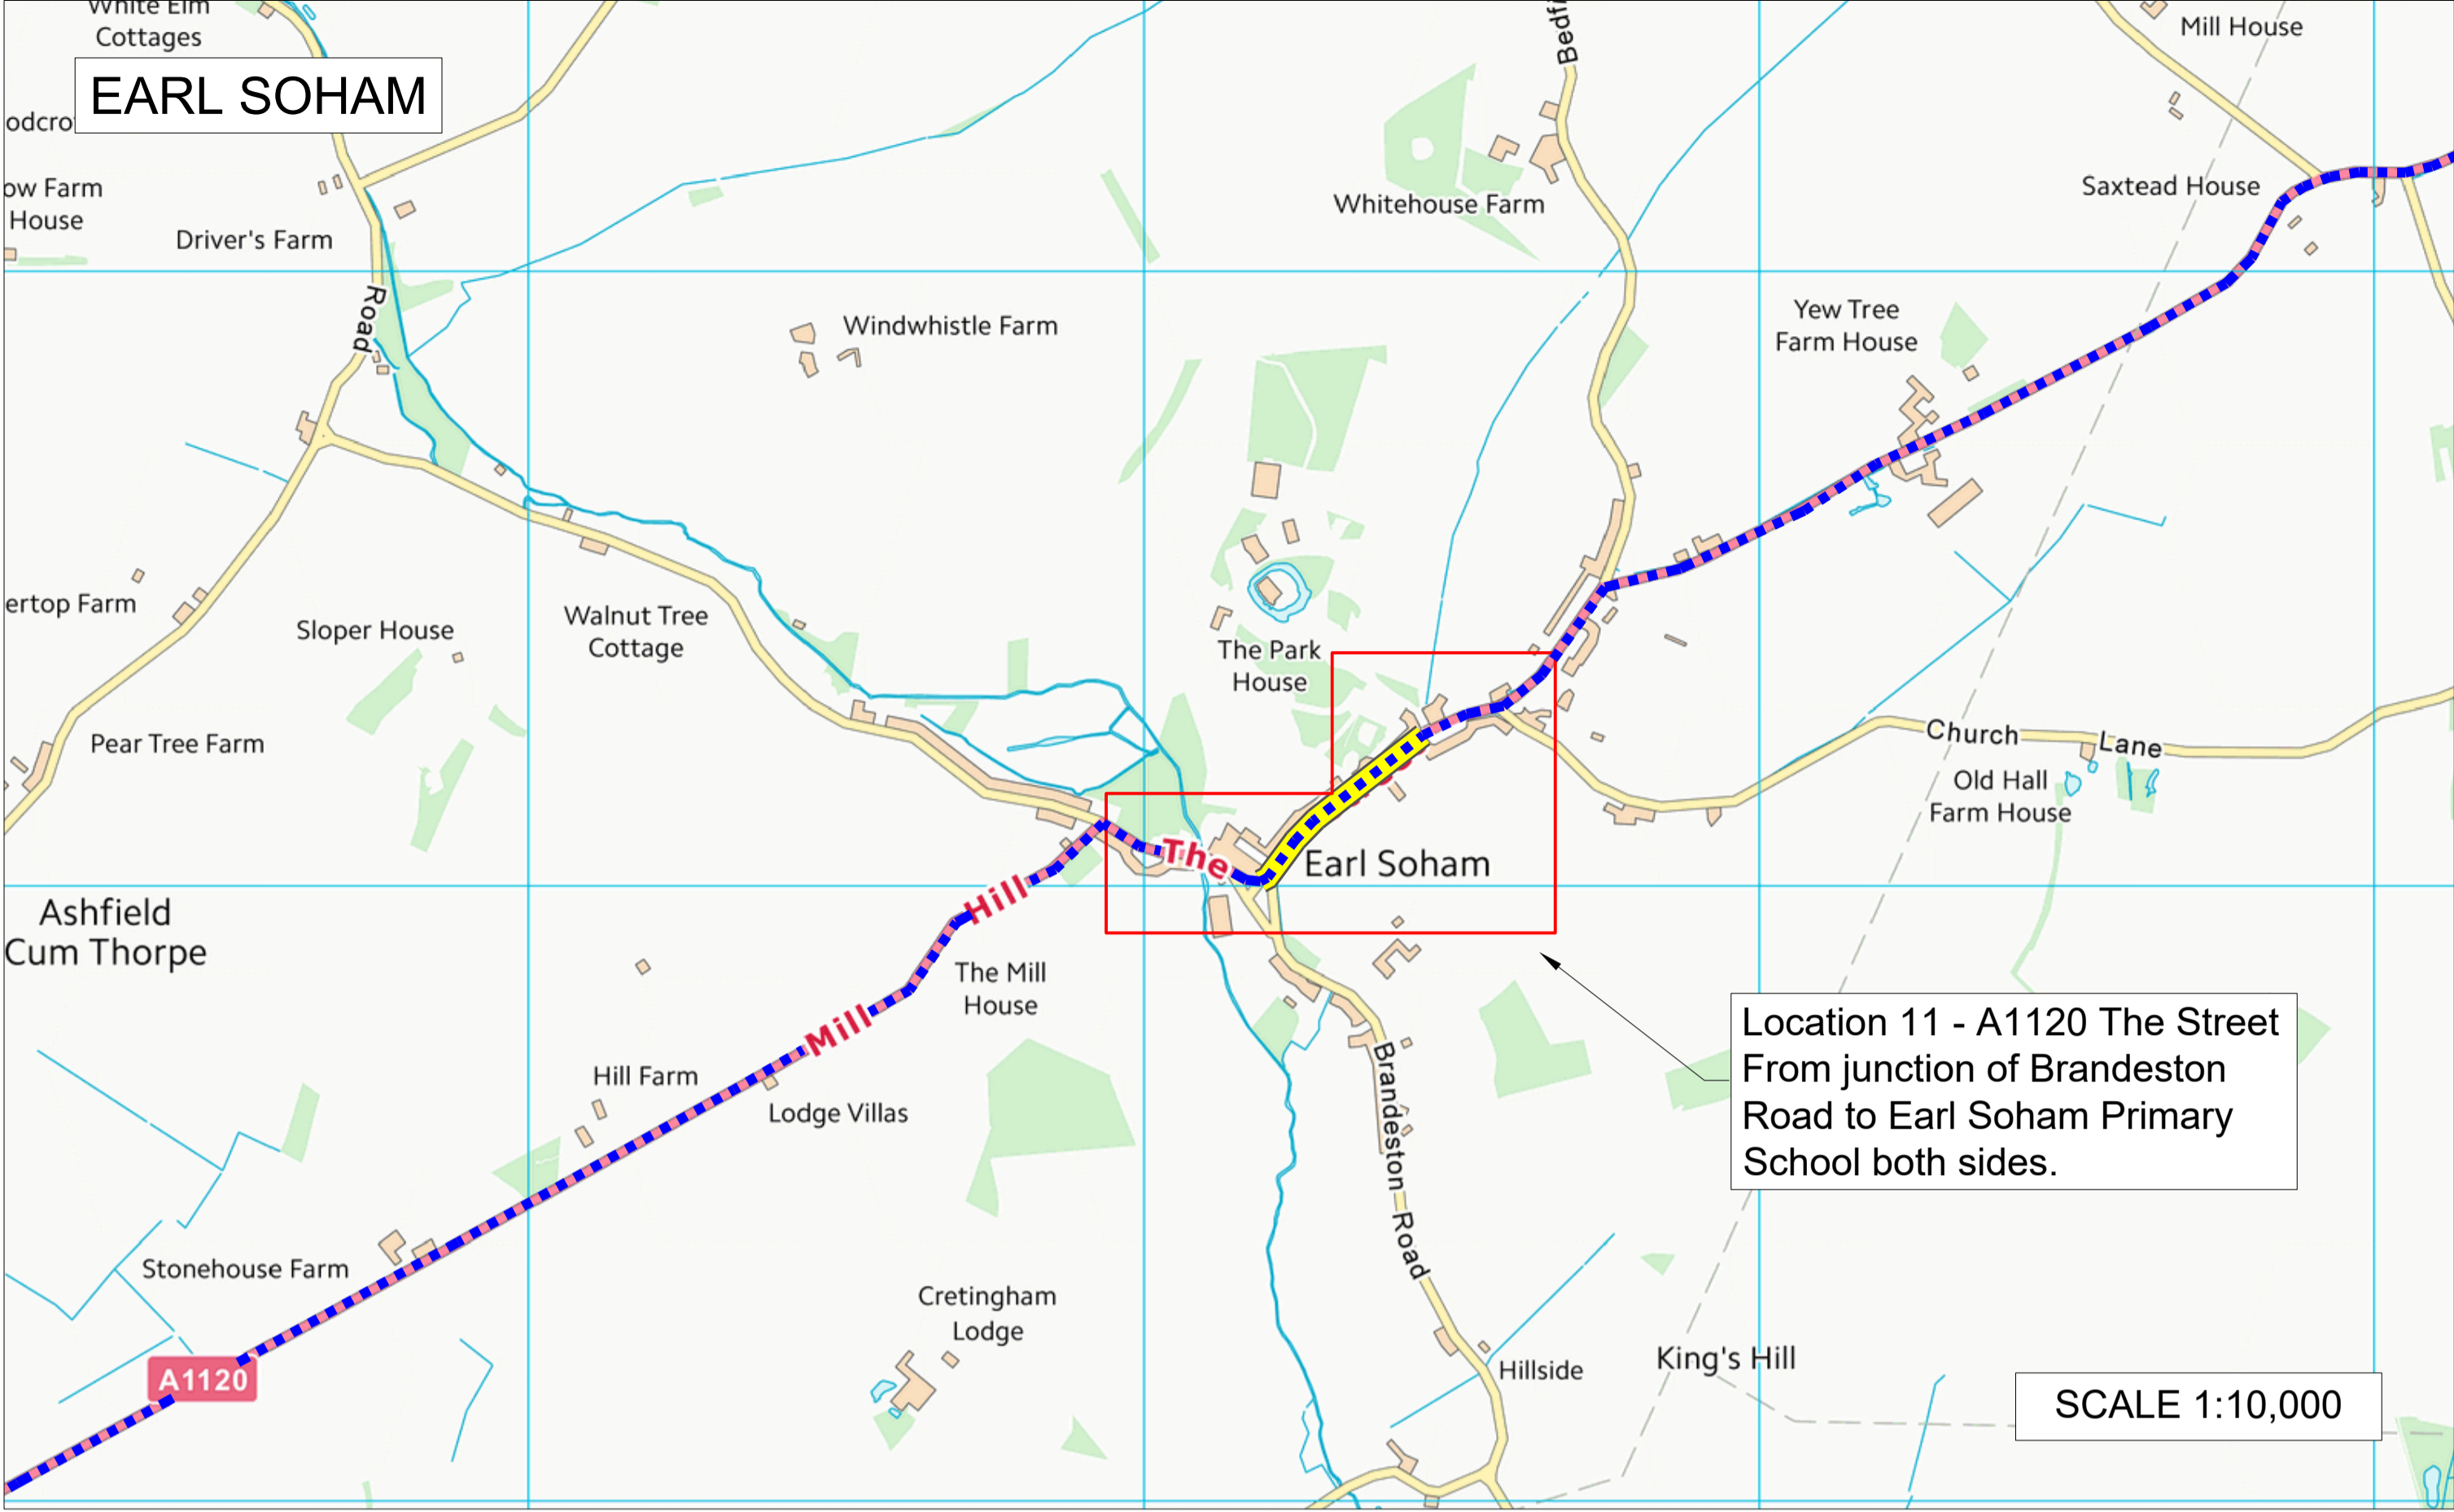 White Elm
Cottages
EARL SOHAM
Mill House
Whitehouse Farm
Saxtead House
ow Farm
House
Driver's Farm
Road
Windwhistle Farm
Yew Tree
Farm House
ertop Farm
Sloper House
Walnut Tree
Cottage
The Park
House
Pear Tree Farm
Church Lane
Old Hall
Farm House
The
Earl Soham
Hill
Ashfield
Cum Thorpe
The Mill
House
Mill
Hill Farm
Lodge Villas
Brandeston Road
Location 11 - A1120 The Street
From junction of Brandeston
Road to Earl Soham Primary
School both sides.
Stonehouse Farm
Cretingham
Lodge
A1120
Hillside
King's Hill
SCALE 1:10,000